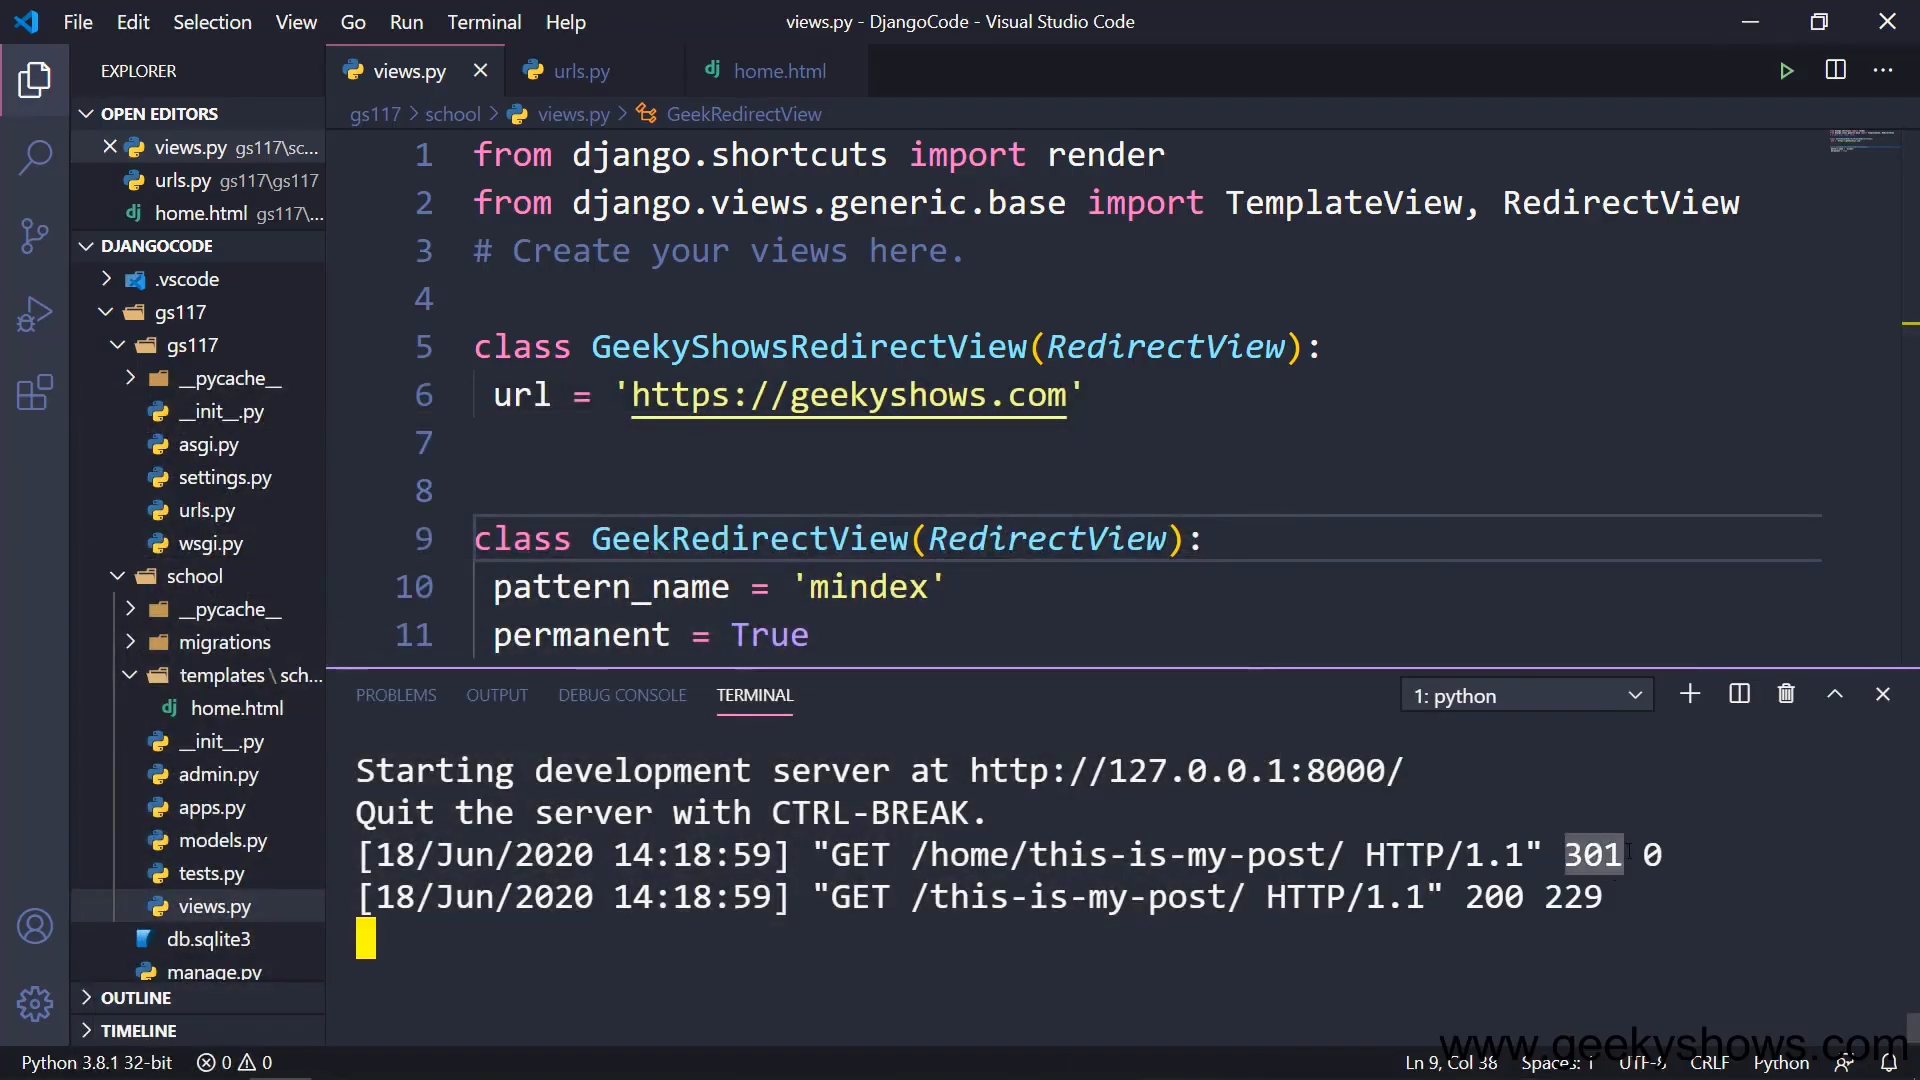 File Edit Selection View Go Run Terminal Help
views.py - DjangoCode - Visual Studio Code
EXPLORER
OPEN EDITORS
views.py gs117\sc...
urls.py gs117\gs117
home.html gs117\...
DJANGOCODE
.vscode
gs117
gs117
__pycache__
__init__.py
asgi.py
settings.py
urls.py
wsgi.py
school
__pycache__
migrations
templates \ sch...
home.html
__init__.py
admin.py
apps.py
models.py
tests.py
views.py
db.sqlite3
manage.py
OUTLINE
TIMELINE
views.py urls.py home.html
gs117 > school > views.py > GeekRedirectView
1 from django.shortcuts import render
2 from django.views.generic.base import TemplateView, RedirectView
3 # Create your views here.
4
5 class GeekyShowsRedirectView(RedirectView):
6 url = 'https://geekyshows.com'
7
8
9 class GeekRedirectView(RedirectView):
10 pattern_name = 'mindex'
11 permanent = True
PROBLEMS OUTPUT DEBUG CONSOLE TERMINAL 1: python
Starting development server at http://127.0.0.1:8000/
Quit the server with CTRL-BREAK.
[18/Jun/2020 14:18:59] "GET /home/this-is-my-post/ HTTP/1.1" 301 0
[18/Jun/2020 14:18:59] "GET /this-is-my-post/ HTTP/1.1" 200 229
www.geekyshows.com
Python 3.8.1 32-bit 0 0 Ln 9, Col 38 Spaces: 1 UTF-8 CRLF Python